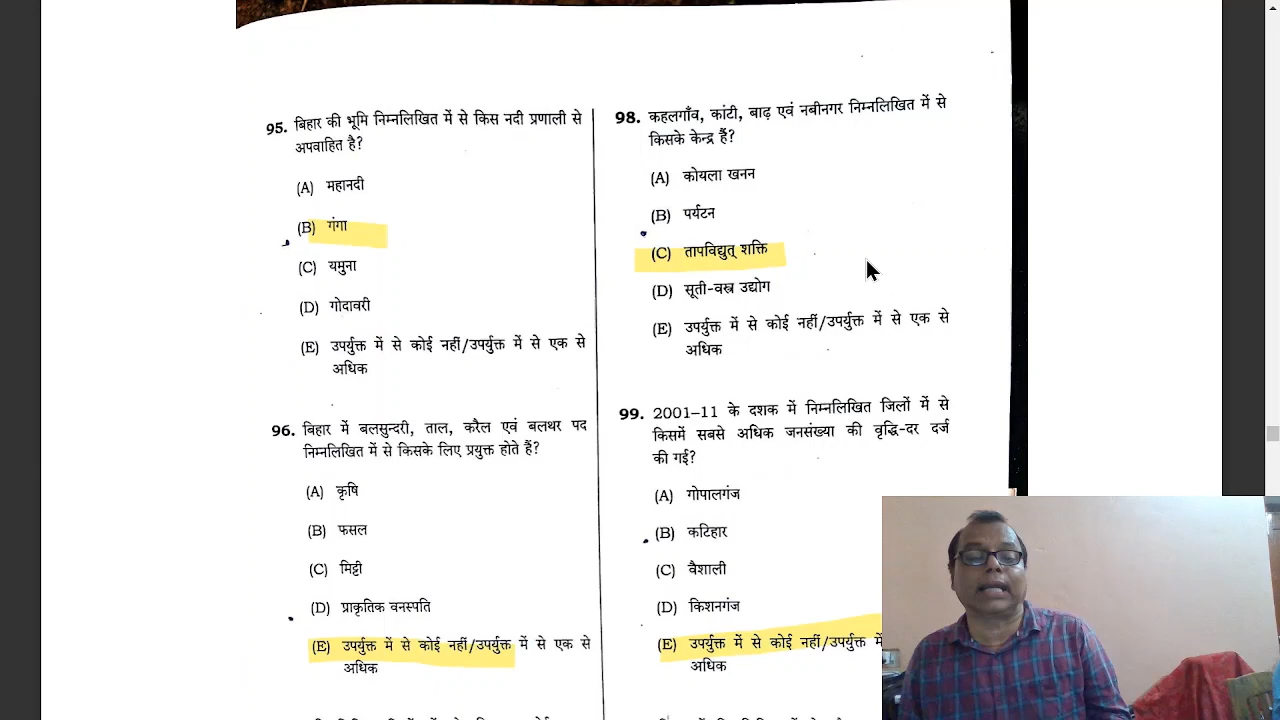 95. बिहार की भूमि निम्नलिखित में से किस नदी प्रणाली से
अपवाहित है?
(A) महानदी
(B) गंगा
(C) यमुना
(D) गोदावरी
(E) उपर्युक्त में से कोई नहीं/उपर्युक्त में से एक से
अधिक
96. बिहार में बलसुन्दरी, ताल, करैल एवं बलथर पद
निम्नलिखित में से किसके लिए प्रयुक्त होते हैं?
(A) कृषि
(B) फसल
(C) मिट्टी
(D) प्राकृतिक वनस्पति
(E) उपर्युक्त में से कोई नहीं/उपर्युक्त में से एक से
अधिक
98. कहलगाँव, कांटी, बाढ़ एवं नबीनगर निम्नलिखित में से
किसके केन्द्र हैं?
(A) कोयला खनन
(B) पर्यटन
(C) तापविद्युत् शक्ति
(D) सूती-वस्त्र उद्योग
(E) उपर्युक्त में से कोई नहीं/उपर्युक्त में से एक से
अधिक
99. 2001–11 के दशक में निम्नलिखित जिलों में से
किसमें सबसे अधिक जनसंख्या की वृद्धि-दर दर्ज
की गई?
(A) गोपालगंज
(B) कटिहार
(C) वैशाली
(D) किशनगंज
(E) उपर्युक्त में से कोई नहीं/उपर्युक्त में
अधिक